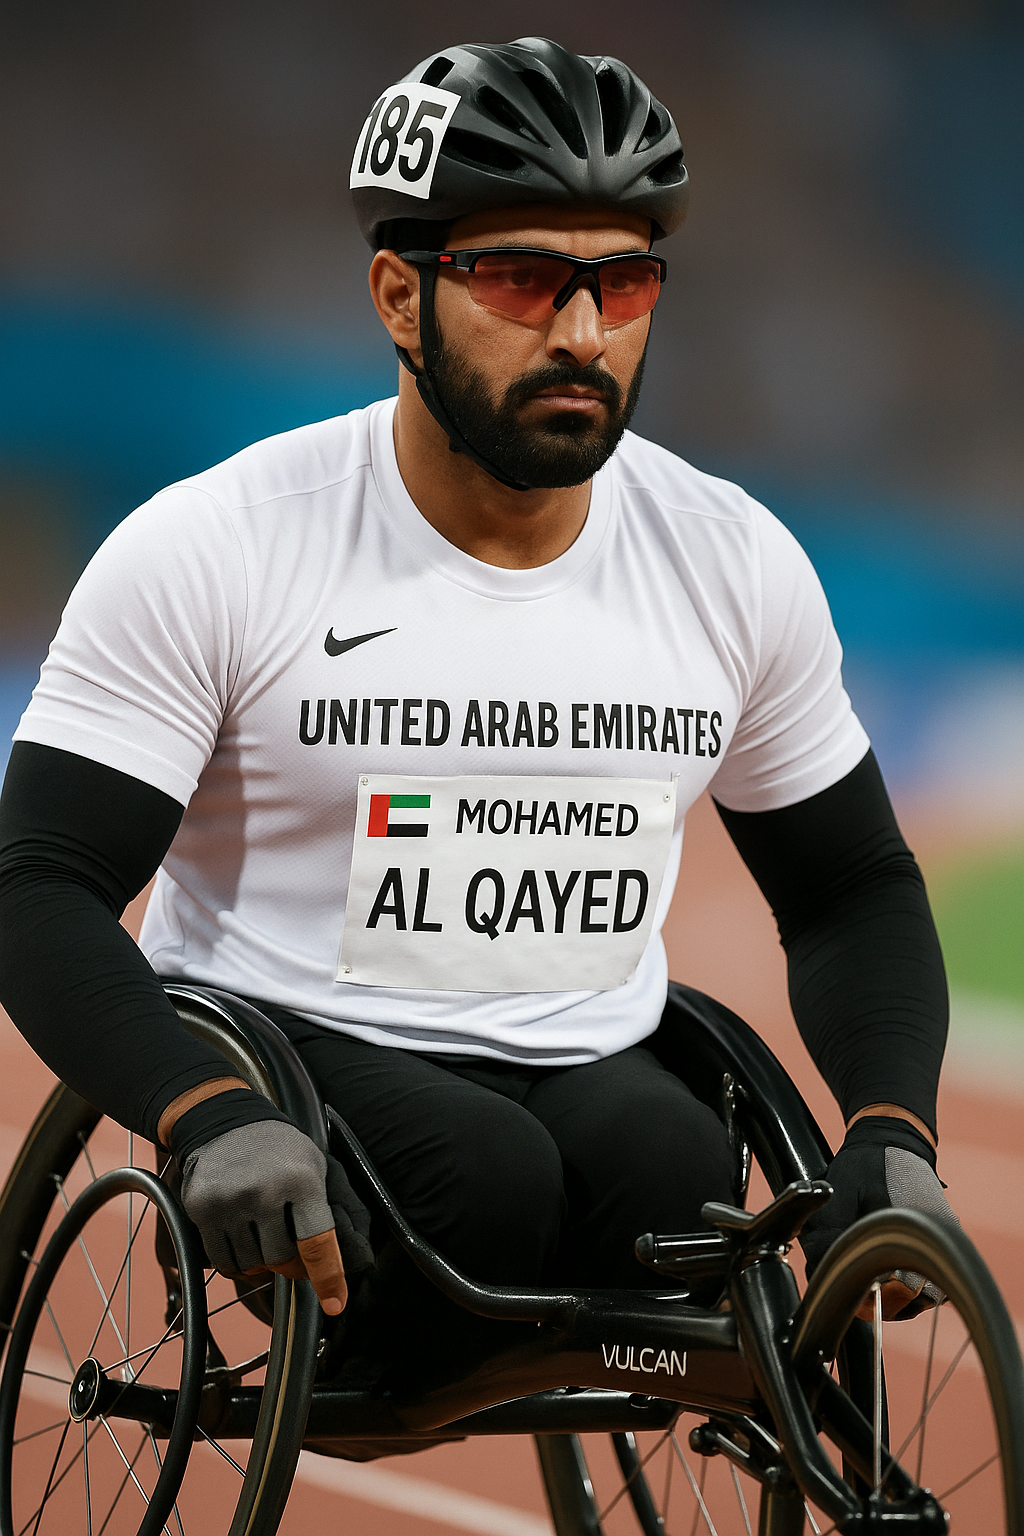 185
UNITED ARAB EMIRATES
MOHAMED
AL QAYED
VULCAN